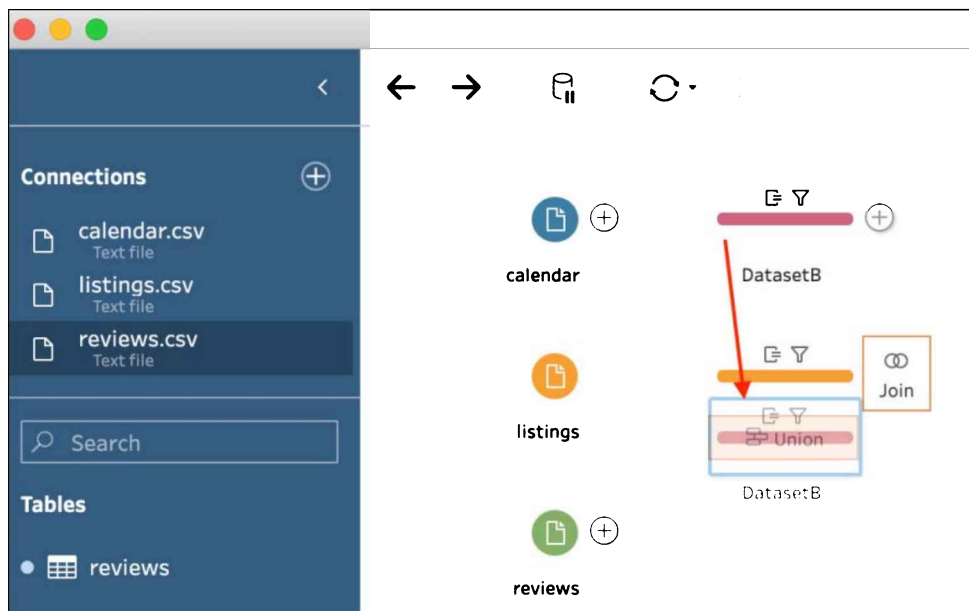 Connections
calendar.csv
Text file
listings.csv
Text file
reviews.csv
Text file
Search
Tables
reviews
calendar
DatasetB
listings
Join
Union
DatasetB
reviews